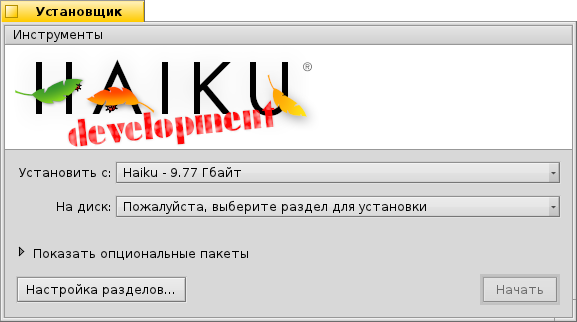 Установщик
Инструменты
HAIKU®
development
Установить с: Haiku - 9.77 Гбайт
На диск: Пожалуйста, выберите раздел для установки
Показать опциональные пакеты
Настройка разделов... Начать